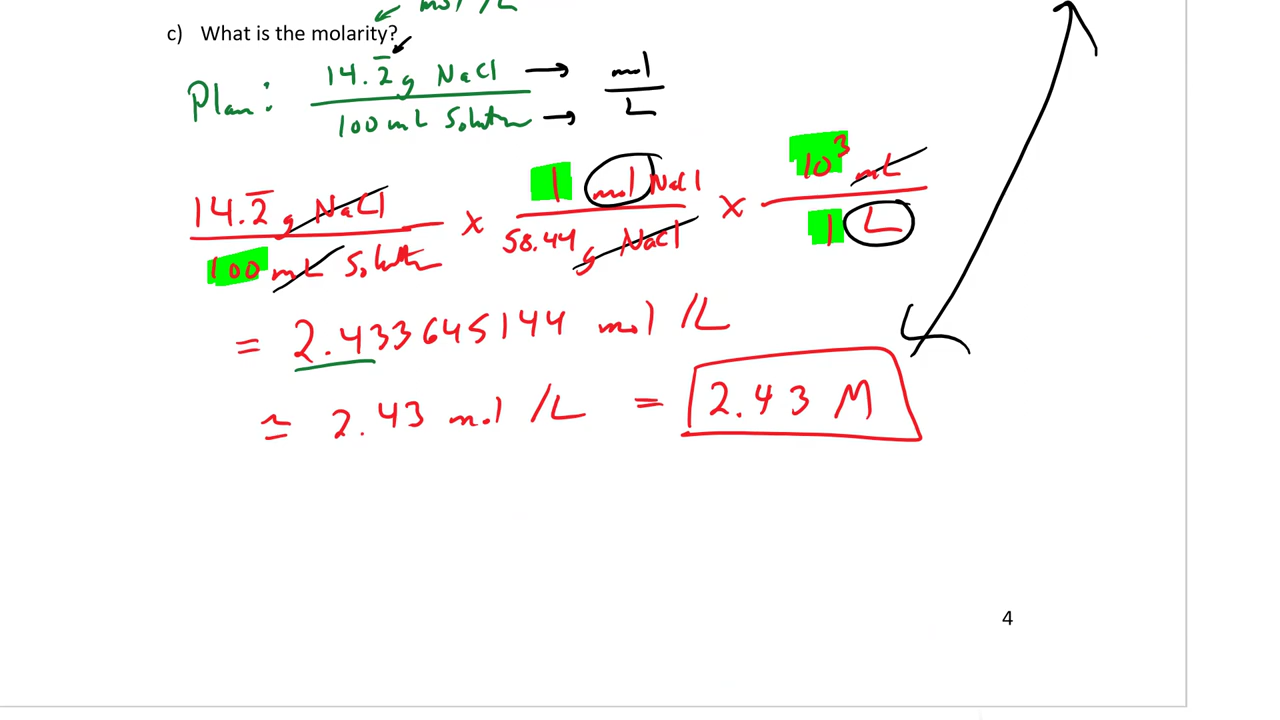 mol/L
c) What is the molarity?
Plan: 14.2̅ g NaCl / 100 mL Solution → mol / L
14.2̅ g NaCl / 100 mL Solution x 1 mol NaCl / 58.44 g NaCl x 10³ mL / 1 L
= 2.433645144 mol /L
≅ 2.43 mol /L = 2.43 M
4